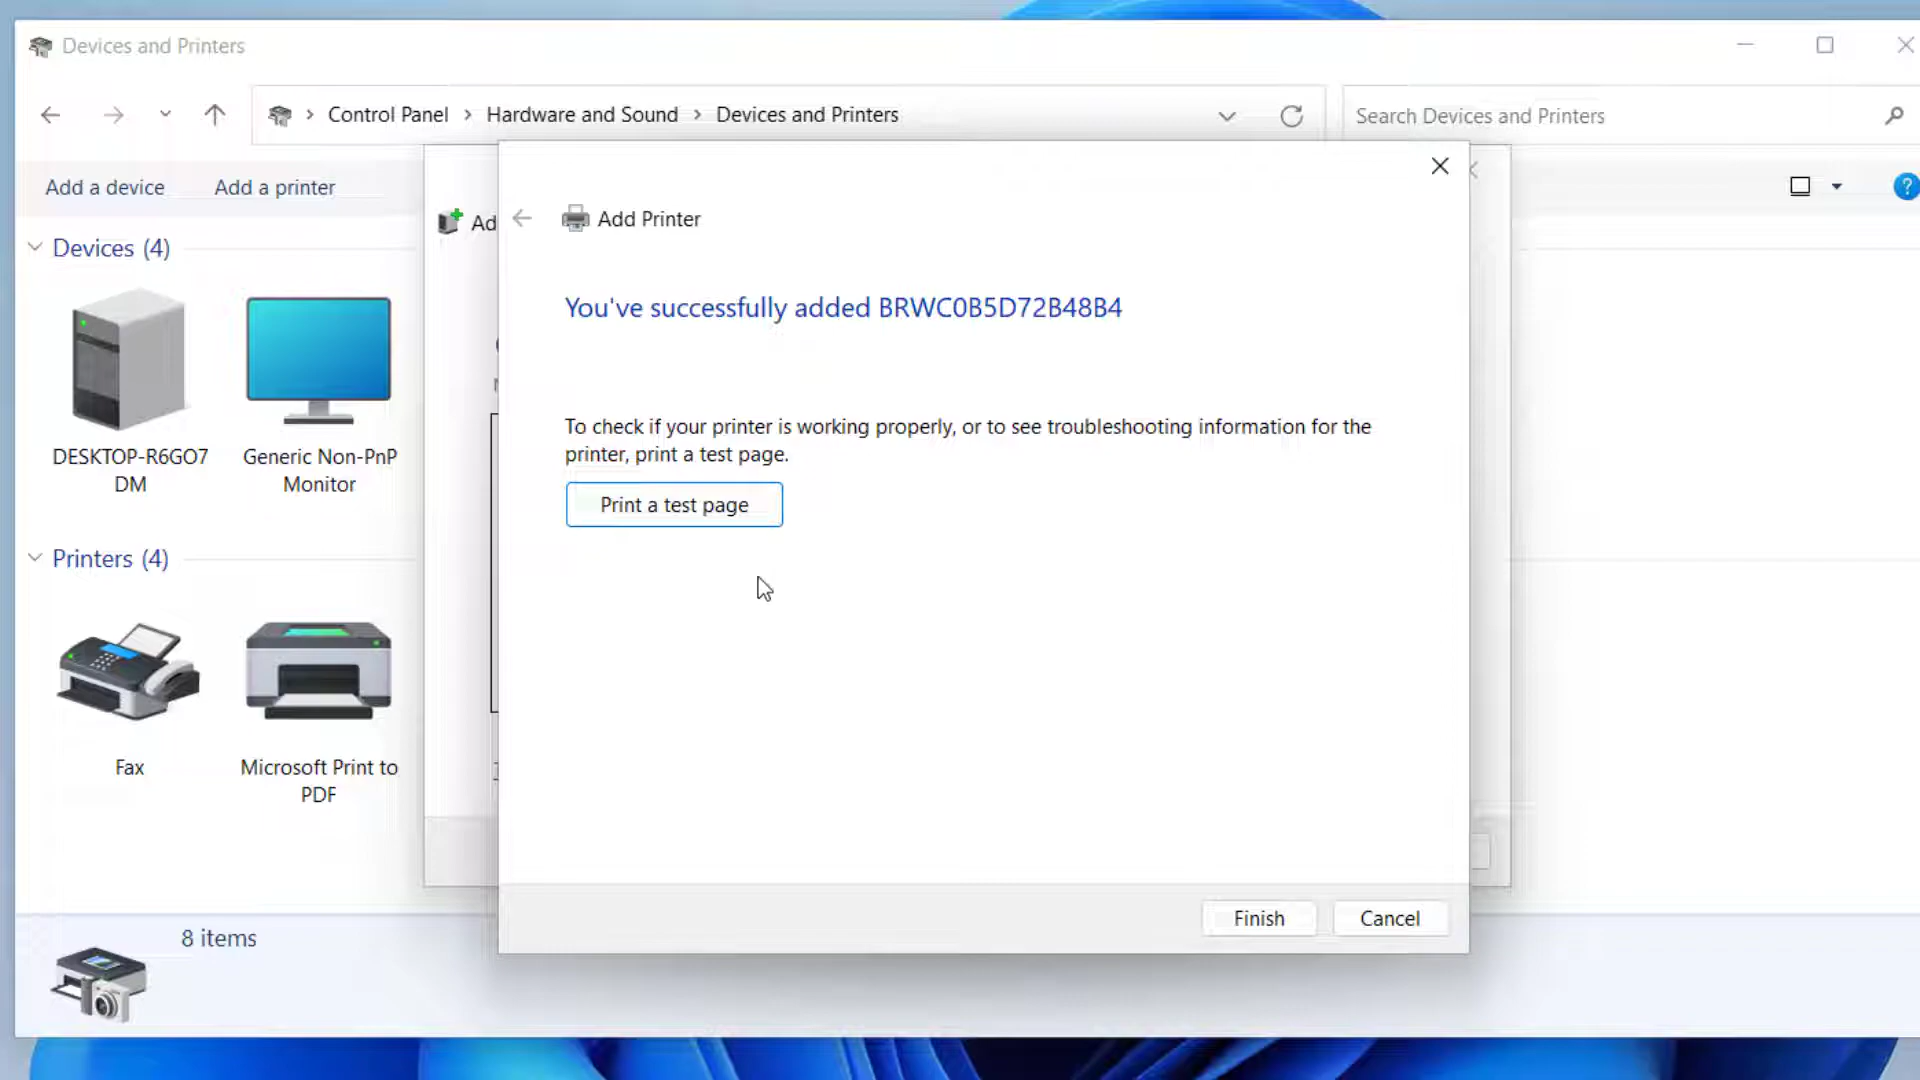 Devices and Printers
Control Panel > Hardware and Sound > Devices and Printers
Search Devices and Printers
Add a device
Add a printer
?
Ad
Add Printer
Devices (4)
You've successfully added BRWC0B5D72B48B4
To check if your printer is working properly, or to see troubleshooting information for the
printer, print a test page.
Print a test page
DESKTOP-R6GO7
DM
Generic Non-PnP
Monitor
Printers (4)
Fax
Microsoft Print to
PDF
Finish
Cancel
8 items